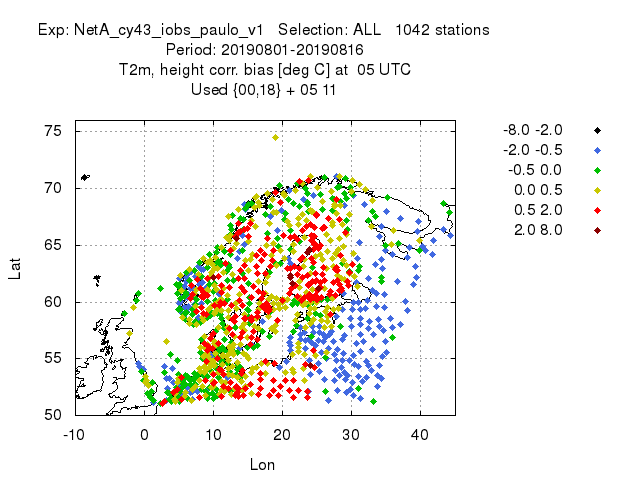 Exp: NetA_cy43_iobs_paulo_v1 Selection: ALL 1042 stations
Period: 20190801-20190816
T2m, height corr. bias [deg C] at 05 UTC
Used {00,18} + 05 11
75
70
65
60
55
50
Lat
-10 0 10 20 30 40
Lon
-8.0 -2.0
-2.0 -0.5
-0.5 0.0
0.0 0.5
0.5 2.0
2.0 8.0